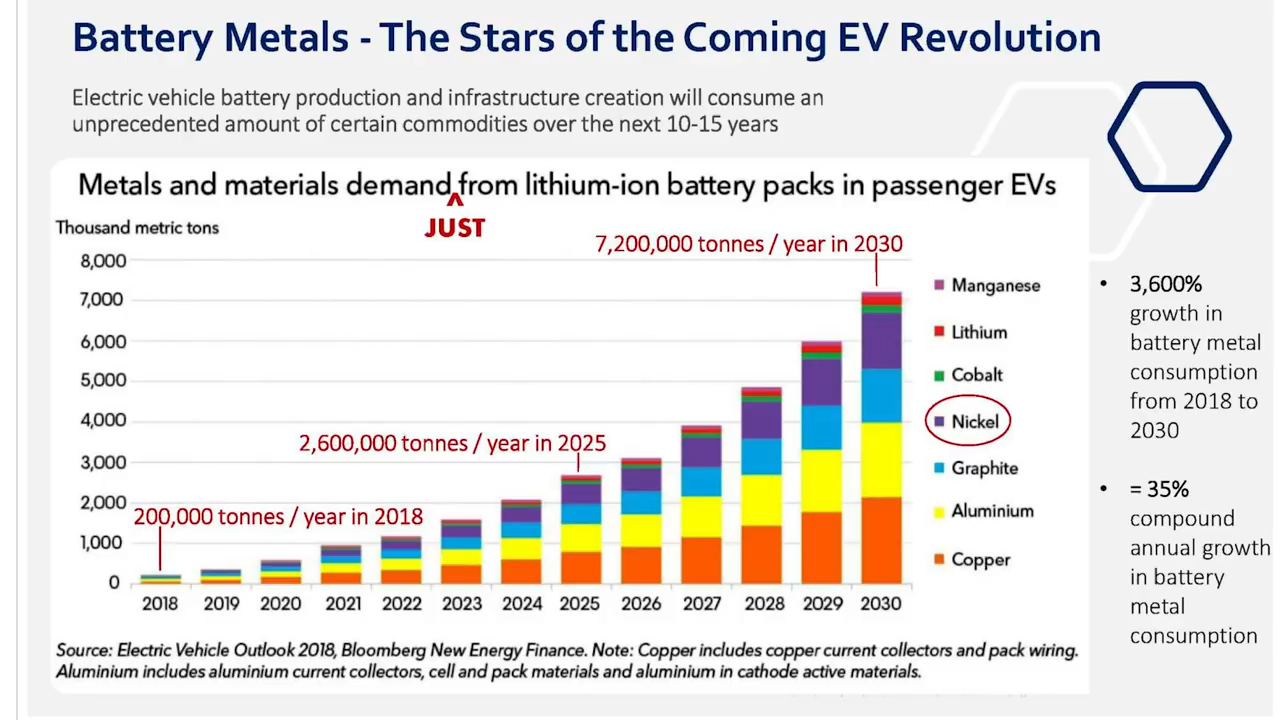 Battery Metals - The Stars of the Coming EV Revolution
Electric vehicle battery production and infrastructure creation will consume an
unprecedented amount of certain commodities over the next 10-15 years
Metals and materials demand from lithium-ion battery packs in passenger EVs
^
JUST
Thousand metric tons
7,200,000 tonnes / year in 2030
8,000
7,000
6,000
5,000
4,000
3,000
2,000
1,000
0
2,600,000 tonnes / year in 2025
200,000 tonnes / year in 2018
2018 2019 2020 2021 2022 2023 2024 2025 2026 2027 2028 2029 2030
Manganese
Lithium
Cobalt
Nickel
Graphite
Aluminium
Copper
• 3,600%
growth in
battery metal
consumption
from 2018 to
2030
• = 35%
compound
annual growth
in battery
metal
consumption
Source: Electric Vehicle Outlook 2018, Bloomberg New Energy Finance. Note: Copper includes copper current collectors and pack wiring.
Aluminium includes aluminium current collectors, cell and pack materials and aluminium in cathode active materials.